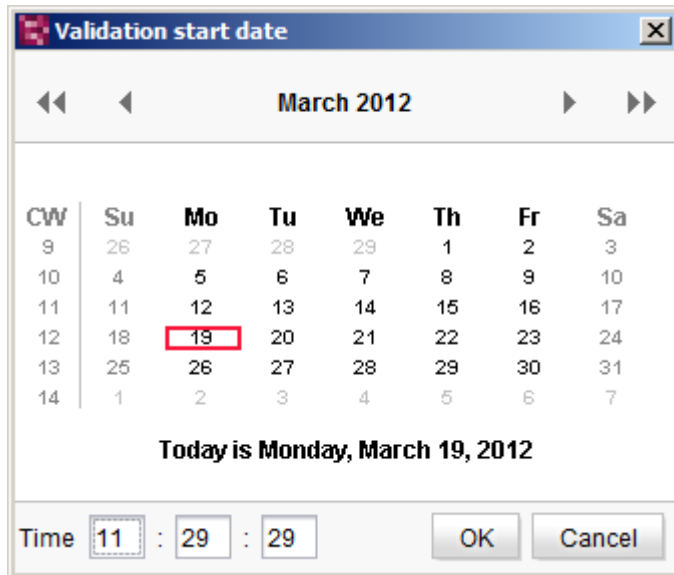 Validation start date
March 2012
CW Su Mo Tu We Th Fr Sa
9 26 27 28 29 1 2 3
10 4 5 6 7 8 9 10
11 11 12 13 14 15 16 17
12 18 19 20 21 22 23 24
13 25 26 27 28 29 30 31
14 1 2 3 4 5 6 7
Today is Monday, March 19, 2012
Time 11 : 29 : 29 OK Cancel